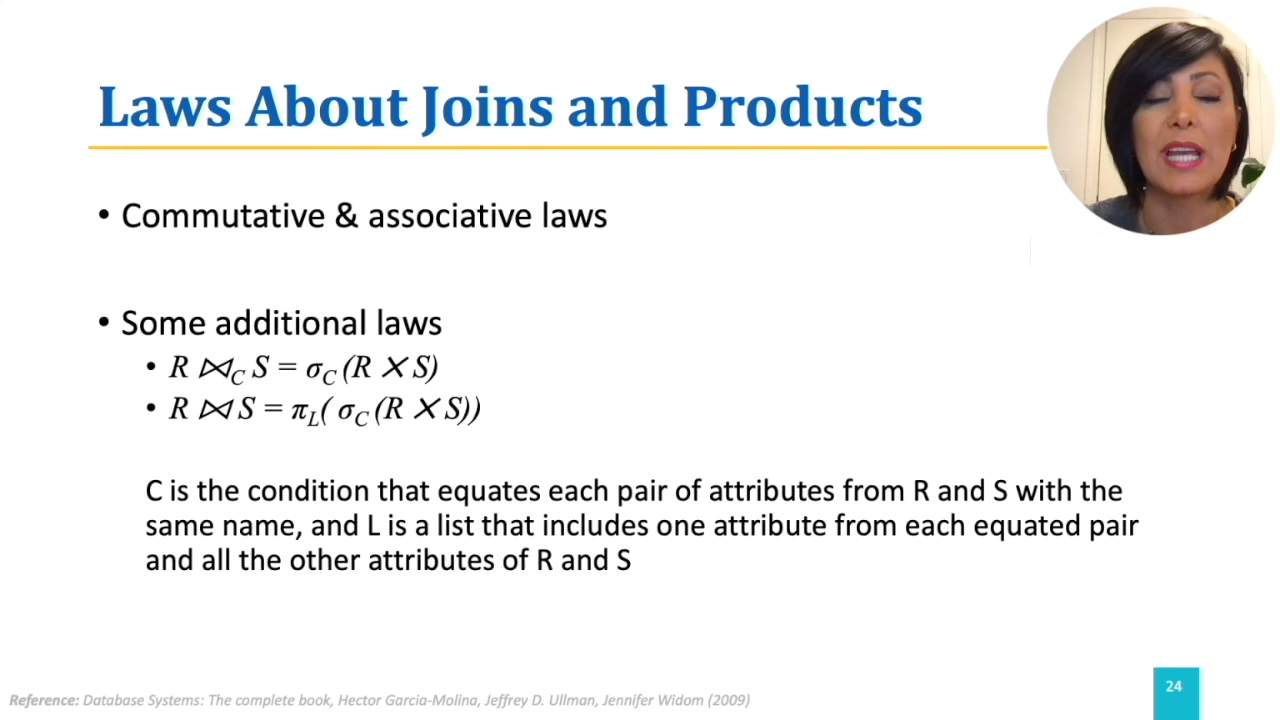 Laws About Joins and Products
• Commutative & associative laws
• Some additional laws
• R ⋈C S = σC (R ✕ S)
• R ⋈ S = πL( σC (R ✕ S))
C is the condition that equates each pair of attributes from R and S with the
same name, and L is a list that includes one attribute from each equated pair
and all the other attributes of R and S
Reference: Database Systems: The complete book, Hector Garcia-Molina, Jeffrey D. Ullman, Jennifer Widom (2009)
24